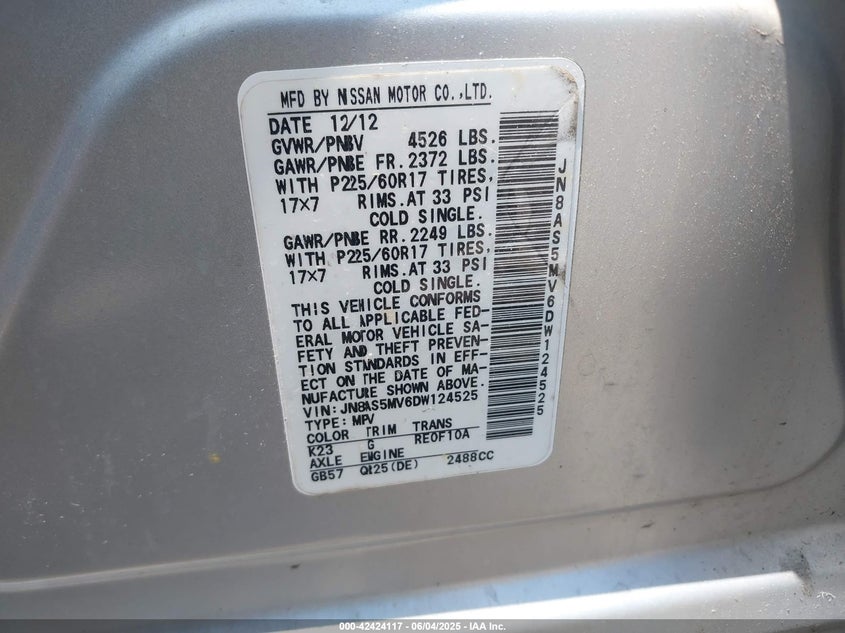 MFD BY NISSAN MOTOR CO.,LTD.
DATE 12/12
GVWR/PNBV 4526 LBS.
GAWR/PNBE FR.2372 LBS.
WITH P225/60R17 TIRES,
17×7 RIMS.AT 33 PSI
COLD SINGLE.
GAWR/PNBE RR.2249 LBS.
WITH P225/60R17 TIRES,
17×7 RIMS.AT 33 PSI
COLD SINGLE.
THIS VEHICLE CONFORMS
TO ALL APPLICABLE FED-
ERAL MOTOR VEHICLE SA-
FETY AND THEFT PREVEN-
TION STANDARDS IN EFF-
ECT ON THE DATE OF MA-
NUFACTURE SHOWN ABOVE.
VIN:JN8AS5MV6DW124525
TYPE:MPV
COLOR TRIM TRANS
K23 G RE0F10A
AXLE ENGINE
GB57 QR25(DE) 2488CC
JN8AS5MV6DW124525
000-42424117 - 06/04/2025 - IAA Inc.